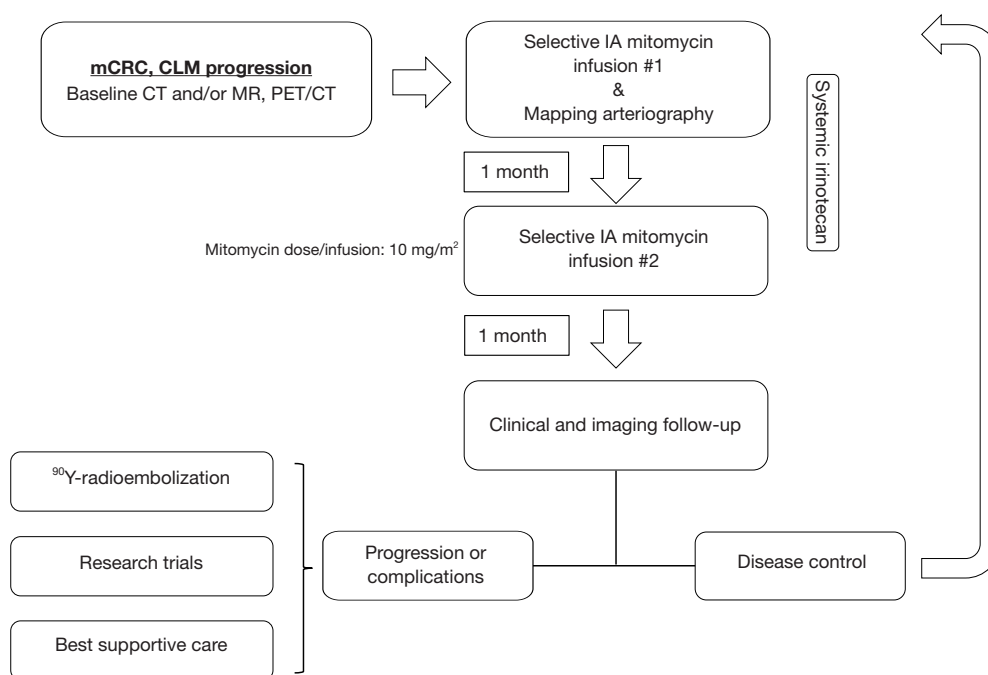 mCRC, CLM progression
Baseline CT and/or MR, PET/CT
Selective IA mitomycin
infusion #1
&
Mapping arteriography
Systemic irinotecan
1 month
Mitomycin dose/infusion: 10 mg/m²
Selective IA mitomycin
infusion #2
1 month
Clinical and imaging follow-up
⁹⁰Y-radioembolization
Research trials
Best supportive care
Progression or
complications
Disease control